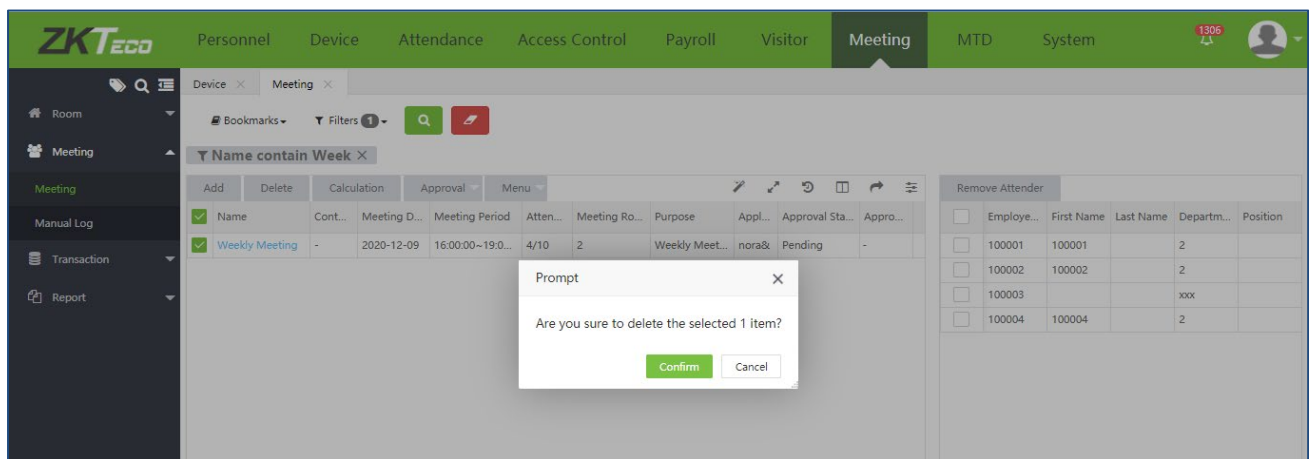 ZKTeco Personnel Device Attendance Access Control Payroll Visitor Meeting MTD System 1306
Device × Meeting ×
Room
Bookmarks Filters 1
Meeting
Name contain Week ×
Meeting
Add Delete Calculation Approval Menu Remove Attender
Manual Log
Name Cont... Meeting D... Meeting Period Atten... Meeting Ro... Purpose Appl... Approval Sta... Appro... Employe... First Name Last Name Departm... Position
Weekly Meeting - 2020-12-09 16:00:00~19:0... 4/10 2 Weekly Meet... nora& Pending - 100001 100001 2
Transaction
100002 100002 2
Report
100003 xxx
100004 100004 2
Prompt ×
Are you sure to delete the selected 1 item?
Confirm Cancel